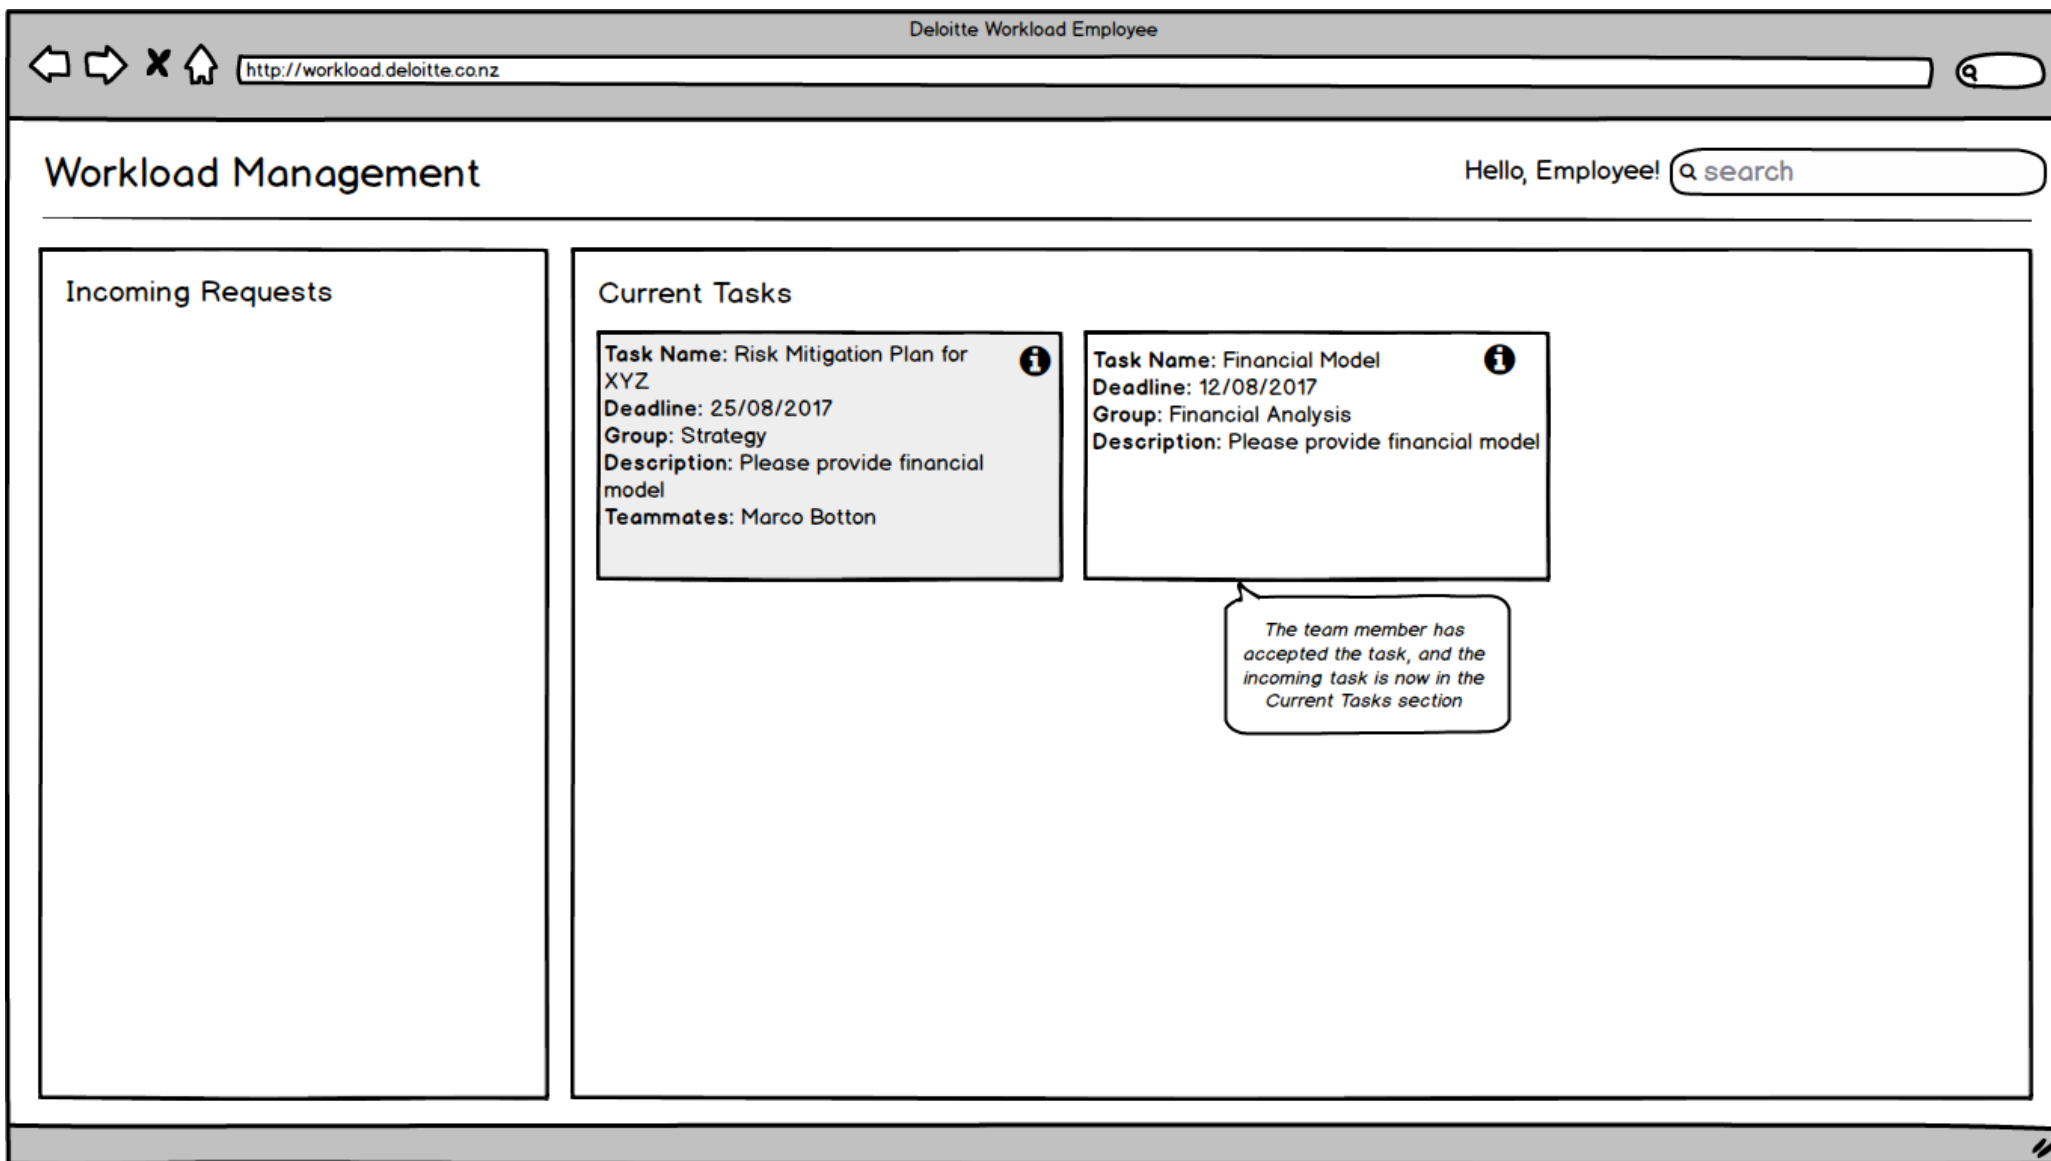 Deloitte Workload Employee
http://workload.deloitte.co.nz
Workload Management
Hello, Employee!
search
Incoming Requests
Current Tasks
Task Name: Risk Mitigation Plan for
XYZ
Deadline: 25/08/2017
Group: Strategy
Description: Please provide financial
model
Teammates: Marco Botton
Task Name: Financial Model
Deadline: 12/08/2017
Group: Financial Analysis
Description: Please provide financial model
The team member has
accepted the task, and the
incoming task is now in the
Current Tasks section